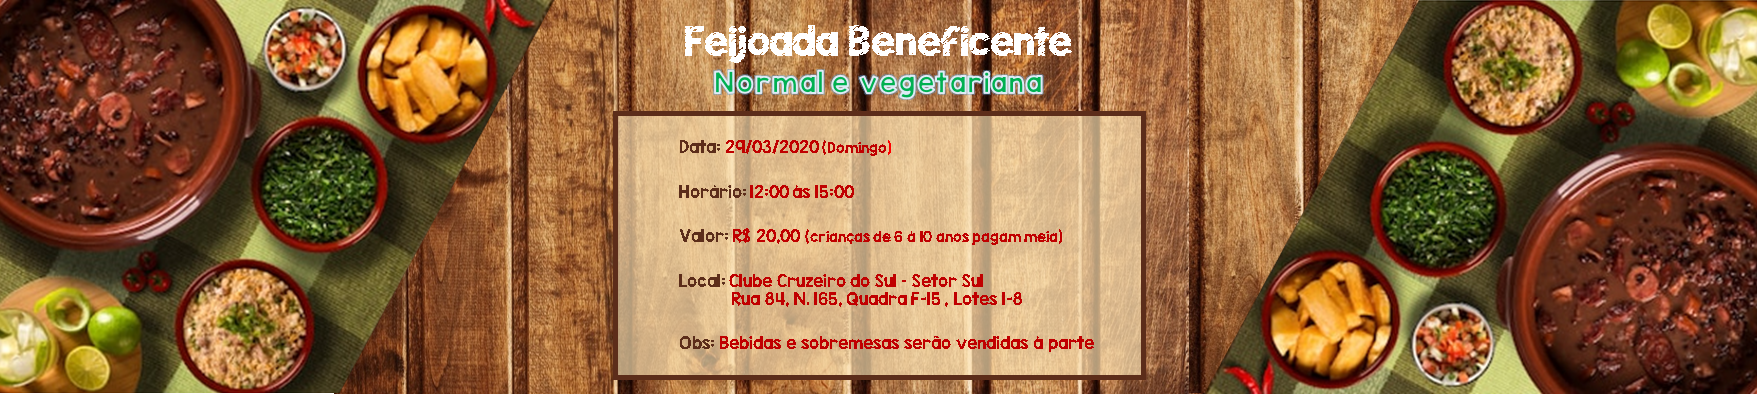 Feijoada Beneficente
Normal e vegetariana
Data: 29/03/2020 (Domingo)
Horário: 12:00 às 15:00
Valor: R$ 20,00 (crianças de 6 à 10 anos pagam meia)
Local: Clube Cruzeiro do Sul - Setor Sul
Rua 84, N. 165, Quadra F-15 , Lotes 1-8
Obs: Bebidas e sobremesas serão vendidas à parte